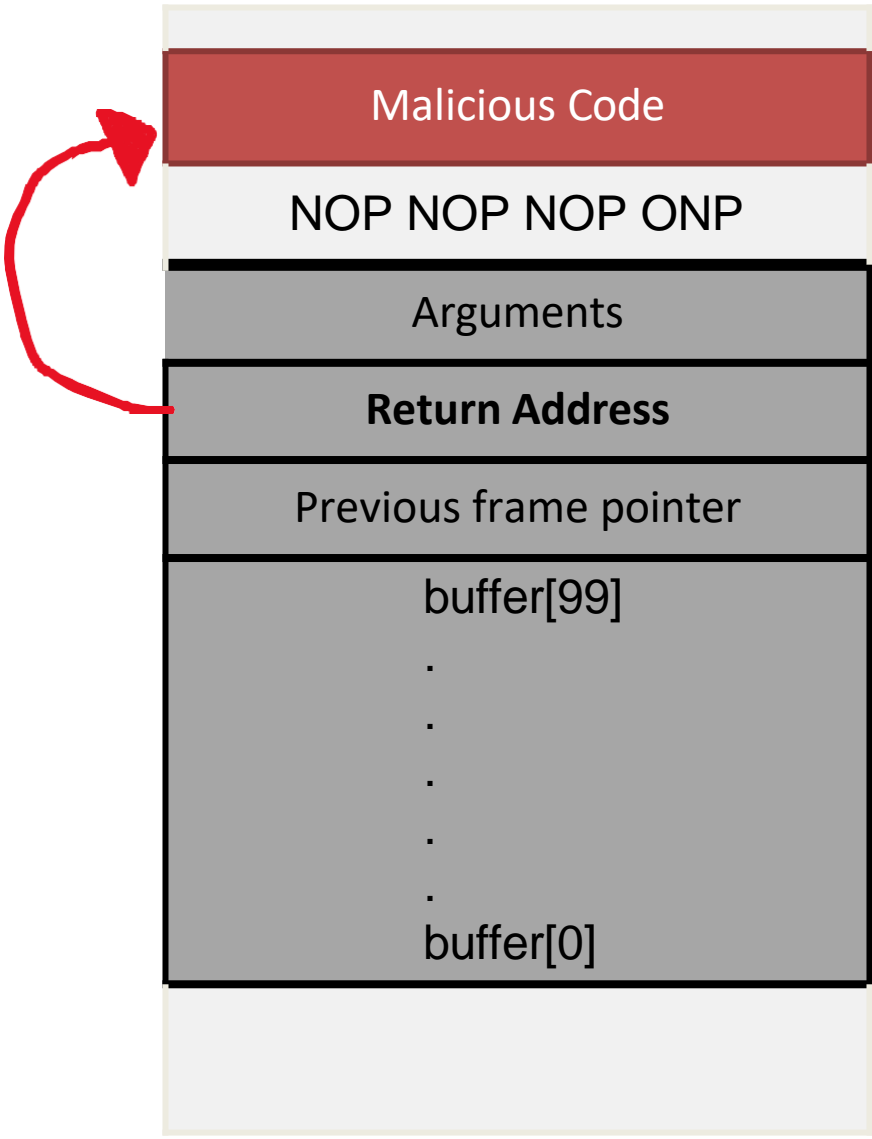 Malicious Code
NOP NOP NOP ONP
Arguments
Return Address
Previous frame pointer
buffer[99]
.
.
.
.
.
buffer[0]